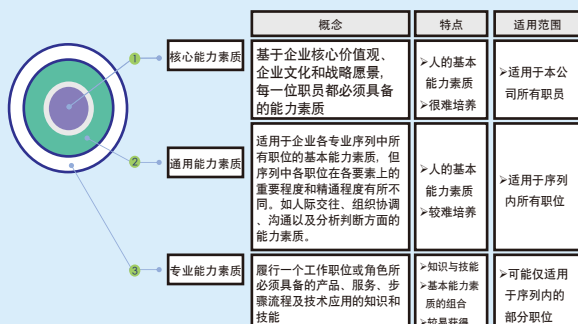 概念
特点
适用范围
1
核心能力素质
基于企业核心价值观、
企业文化和战略愿景,
每一位职员都必须具备
的能力素质
➢人的基本
能力素质
➢很难培养
➢适用于本公
司所有职员
2
通用能力素质
适用于企业各专业序列中所
有职位的基本能力素质，但
序列中各职位在各要素上的
重要程度和精通程度有所不
同。如人际交往、组织协调
、沟通以及分析判断方面的
能力素质。
➢人的基本
能力素质
➢较难培养
➢适用于序列
内所有职位
3
专业能力素质
履行一个工作职位或角色所
必须具备的产品、服务、步
骤流程及技术应用的知识和
技能
➢知识与技能
➢基本能力素
质的组合
➢较易获得
➢可能仅适用
于序列内的
部分职位